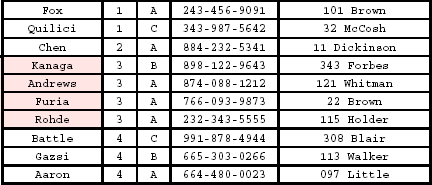 Fox 1 A 243-456-9091 101 Brown
Quilici 1 C 343-987-5642 32 McCosh
Chen 2 A 884-232-5341 11 Dickinson
Kanaga 3 B 898-122-9643 343 Forbes
Andrews 3 A 874-088-1212 121 Whitman
Furia 3 A 766-093-9873 22 Brown
Rohde 3 A 232-343-5555 115 Holder
Battle 4 C 991-878-4944 308 Blair
Gazsi 4 B 665-303-0266 113 Walker
Aaron 4 A 664-480-0023 097 Little